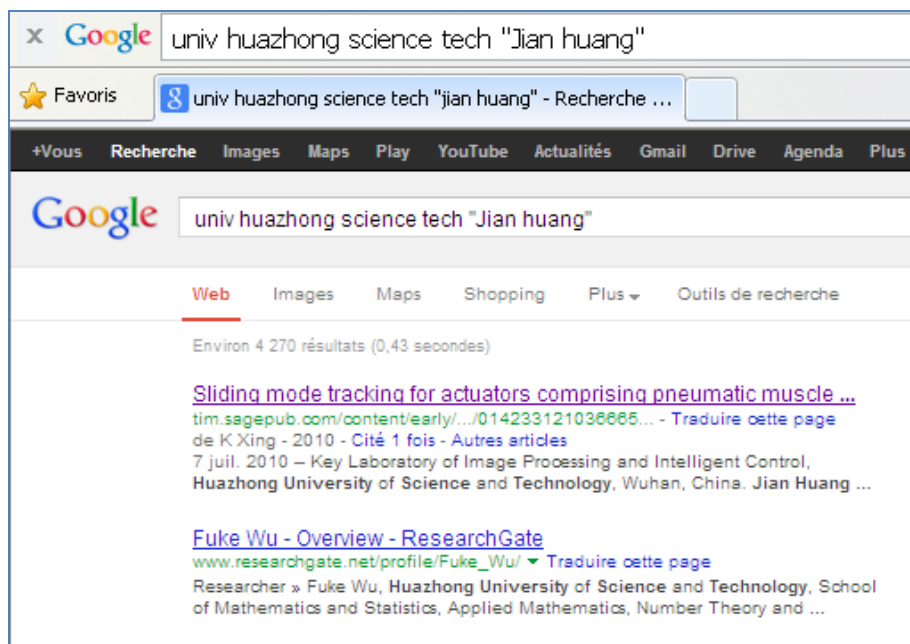 x Google univ huazhong science tech "Jian huang"
Favoris univ huazhong science tech "jian huang" - Recherche ...
+Vous Recherche Images Maps Play YouTube Actualités Gmail Drive Agenda Plus
Google univ huazhong science tech "Jian huang"
Web Images Maps Shopping Plus Outils de recherche
Environ 4 270 résultats (0,43 secondes)
Sliding mode tracking for actuators comprising pneumatic muscle ...
tim.sagepub.com/content/early/.../0142331210366665... - Traduire cette page
de K Xing - 2010 - Cité 1 fois - Autres articles
7 juil. 2010 – Key Laboratory of Image Processing and Intelligent Control,
Huazhong University of Science and Technology, Wuhan, China. Jian Huang ...
Fuke Wu - Overview - ResearchGate
www.researchgate.net/profile/Fuke_Wu/ Traduire cette page
Researcher » Fuke Wu, Huazhong University of Science and Technology, School
of Mathematics and Statistics, Applied Mathematics, Number Theory and ...